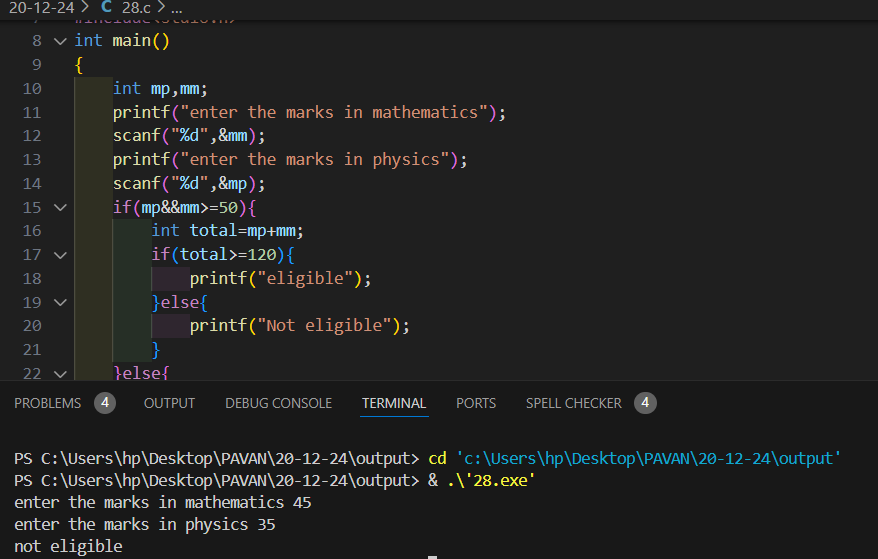 20-12-24 > C 28.c > ...
7 #include<stdio.h>
8 int main()
9 {
10 int mp,mm;
11 printf("enter the marks in mathematics");
12 scanf("%d",&mm);
13 printf("enter the marks in physics");
14 scanf("%d",&mp);
15 if(mp&&mm>=50){
16 int total=mp+mm;
17 if(total>=120){
18 printf("eligible");
19 }else{
20 printf("Not eligible");
21 }
22 }else{
PROBLEMS 4 OUTPUT DEBUG CONSOLE TERMINAL PORTS SPELL CHECKER 4
PS C:\Users\hp\Desktop\PAVAN\20-12-24\output> cd 'c:\Users\hp\Desktop\PAVAN\20-12-24\output'
PS C:\Users\hp\Desktop\PAVAN\20-12-24\output> & .\'28.exe'
enter the marks in mathematics 45
enter the marks in physics 35
not eligible